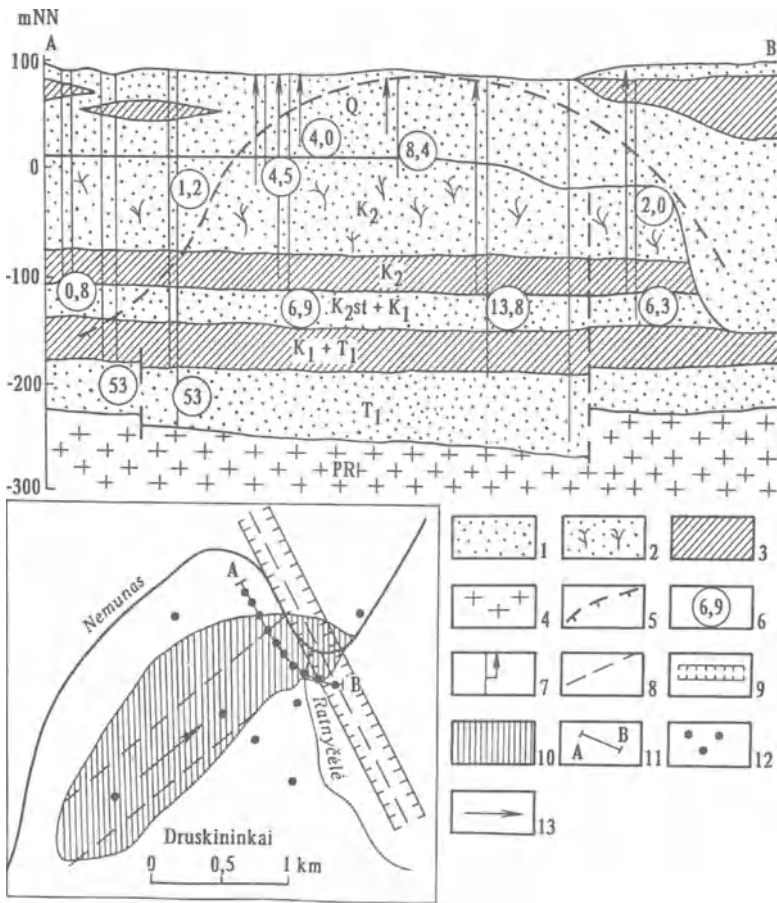 mNN
A B
100
Q
4,0
8,4
0
1,2 4,5
K2 2,0
-100 K2
0,8 6,9 K2st + K1 13,8 6,3
K1 + T1
-200
53 53
T1
PR
-300
Nemunas
A
B
Ratnyčėlė
Druskininkai
0 0,5 1 km
1 2 3
4 5 6,9 6
7 8 9
10 A B 11 12
13